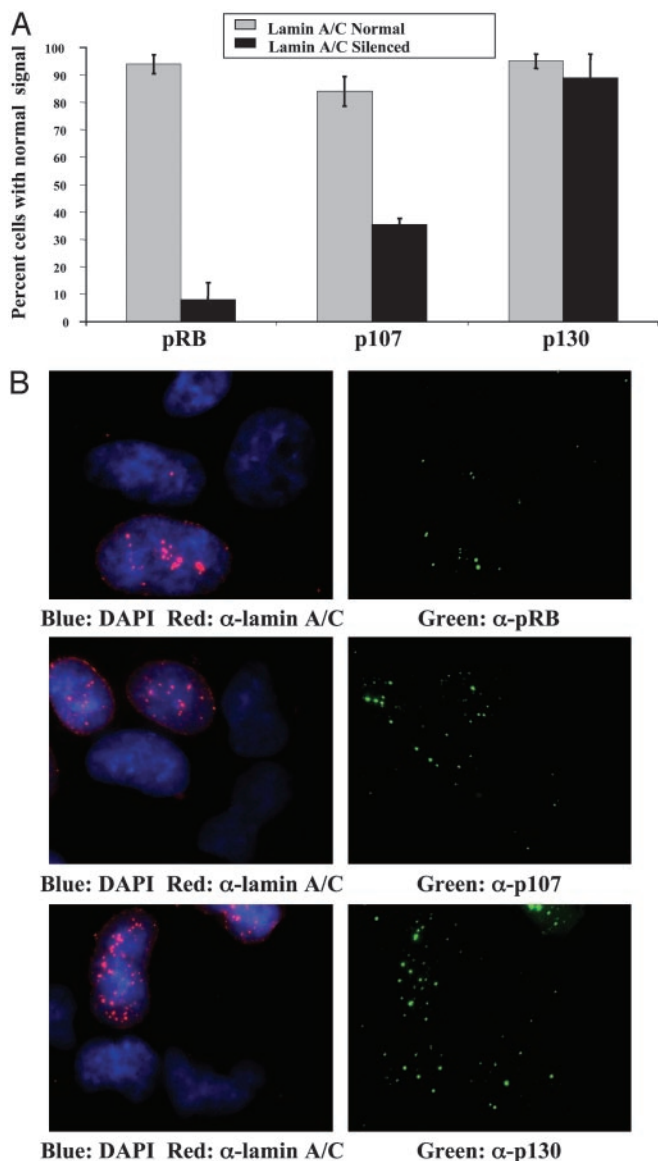 A
Lamin A/C Normal
Lamin A/C Silenced
Percent cells with normal signal
100
90
80
70
60
50
40
30
20
10
0
pRB
p107
p130
B
Blue: DAPI Red: α-lamin A/C
Green: α-pRB
Blue: DAPI Red: α-lamin A/C
Green: α-p107
Blue: DAPI Red: α-lamin A/C
Green: α-p130